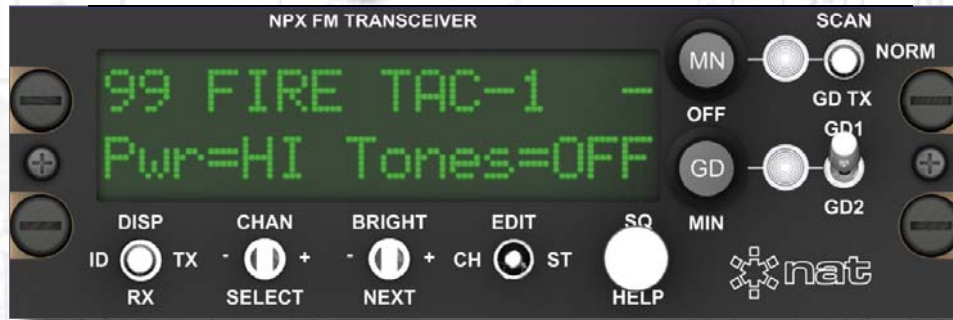 NPX FM TRANSCEIVER
99 FIRE TAC-1 -
Pwr=HI Tones=OFF
MN
OFF
SCAN
NORM
GD TX
GD1
GD
MIN
GD2
DISP
ID TX
RX
CHAN
- +
SELECT
BRIGHT
- +
NEXT
EDIT
CH ST
SQ
HELP
nat